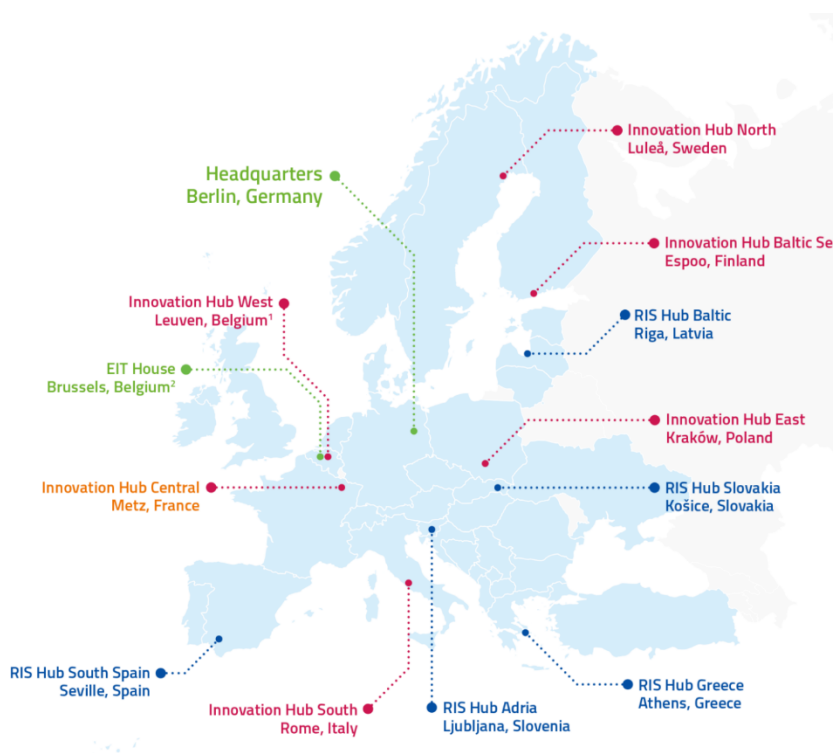 Innovation Hub North
Luleå, Sweden
Headquarters
Berlin, Germany
Innovation Hub Baltic Se
Espoo, Finland
Innovation Hub West
Leuven, Belgium¹
RIS Hub Baltic
Riga, Latvia
EIT House
Brussels, Belgium²
Innovation Hub East
Kraków, Poland
Innovation Hub Central
Metz, France
RIS Hub Slovakia
Košice, Slovakia
RIS Hub South Spain
Seville, Spain
Innovation Hub South
Rome, Italy
RIS Hub Adria
Ljubljana, Slovenia
RIS Hub Greece
Athens, Greece